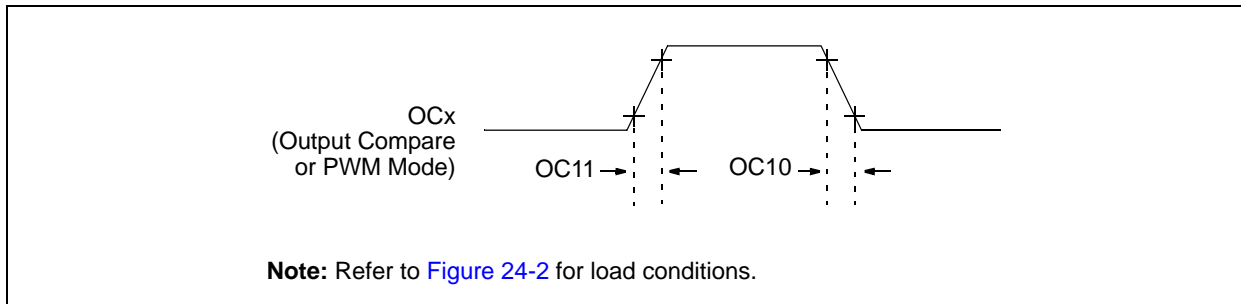 OCx
(Output Compare
or PWM Mode)
OC11
OC10
Note: Refer to Figure 24-2 for load conditions.